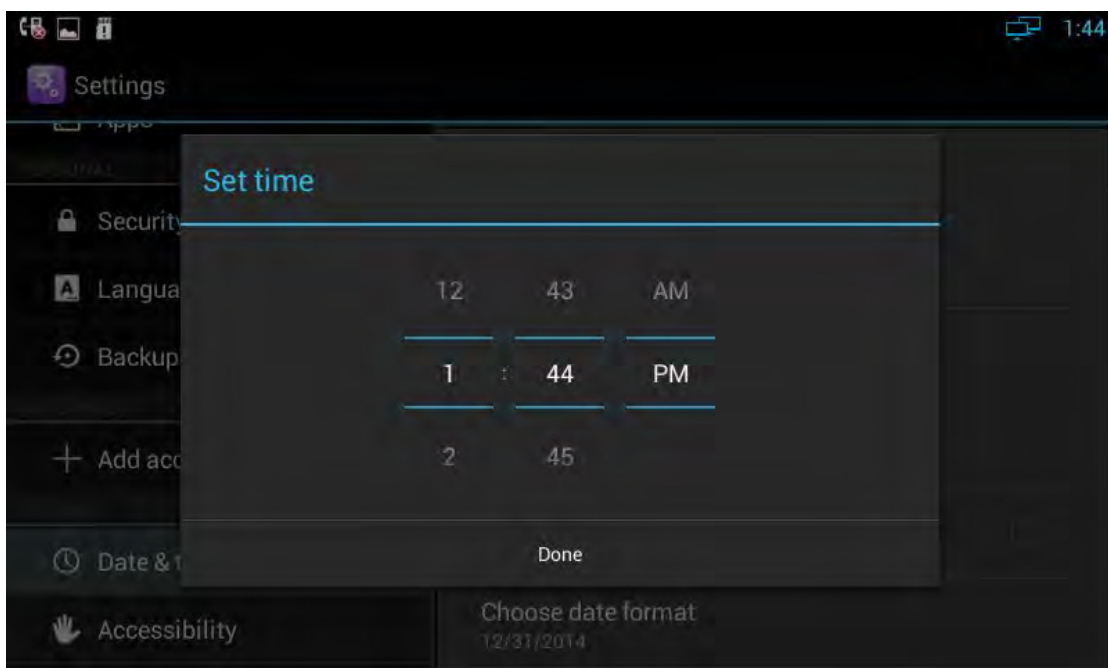 1:44
Settings
Apps
Set time
Security
Langua
Backup
Add acc
Date & t
Accessibility
12 43 AM
1 : 44 PM
2 45
Done
Choose date format
12/31/2014